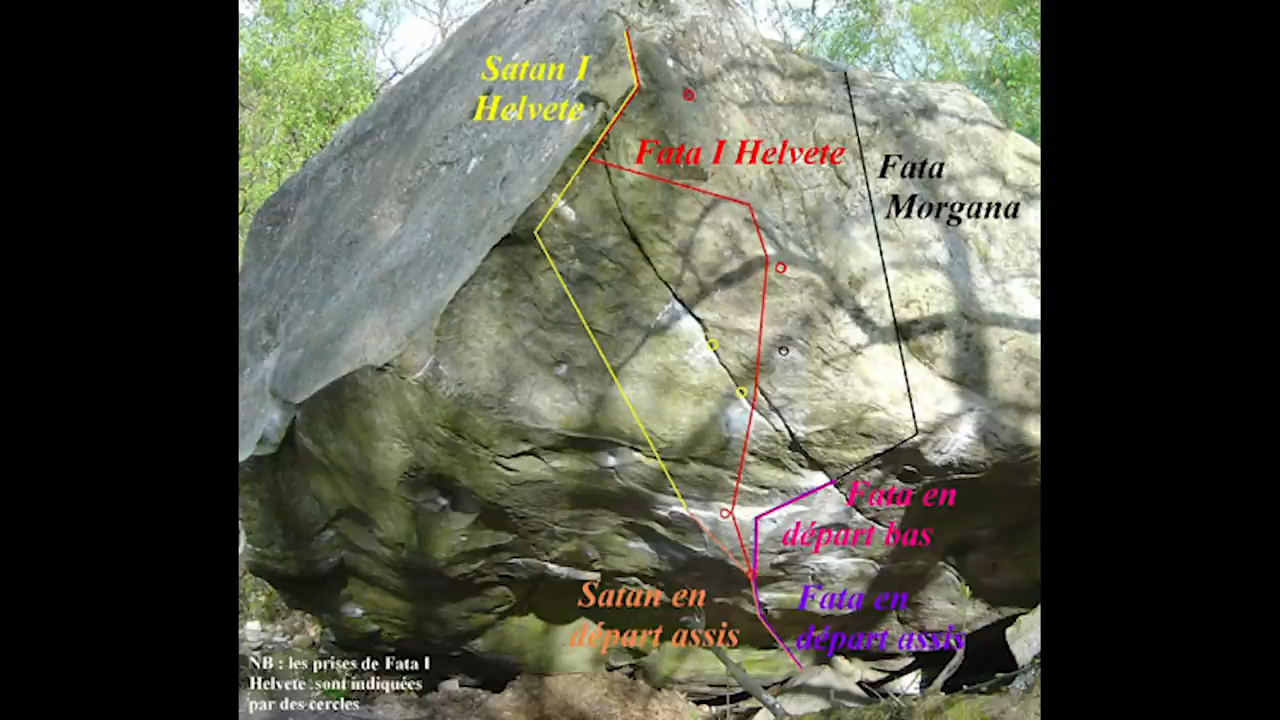 Satan I
Helvete
Fata I Helvete
Fata
Morgana
Fata en
départ bas
Satan en
départ assis
Fata en
départ assis
NB : les prises de Fata I
Helvete sont indiquées
par des cercles